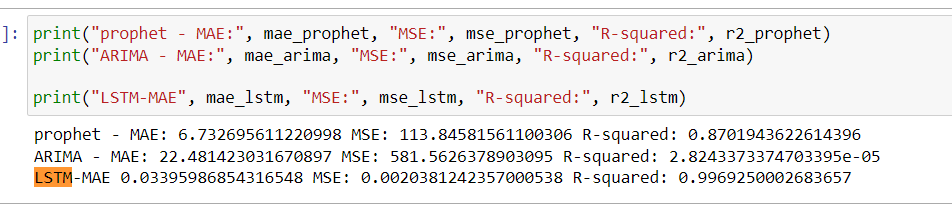 ]: print("prophet - MAE:", mae_prophet, "MSE:", mse_prophet, "R-squared:", r2_prophet)
print("ARIMA - MAE:", mae_arima, "MSE:", mse_arima, "R-squared:", r2_arima)
print("LSTM-MAE", mae_lstm, "MSE:", mse_lstm, "R-squared:", r2_lstm)
prophet - MAE: 6.732695611220998 MSE: 113.84581561100306 R-squared: 0.8701943622614396
ARIMA - MAE: 22.481423031670897 MSE: 581.5626378903095 R-squared: 2.8243373374703395e-05
LSTM-MAE 0.03395986854316548 MSE: 0.0020381242357000538 R-squared: 0.9969250002683657